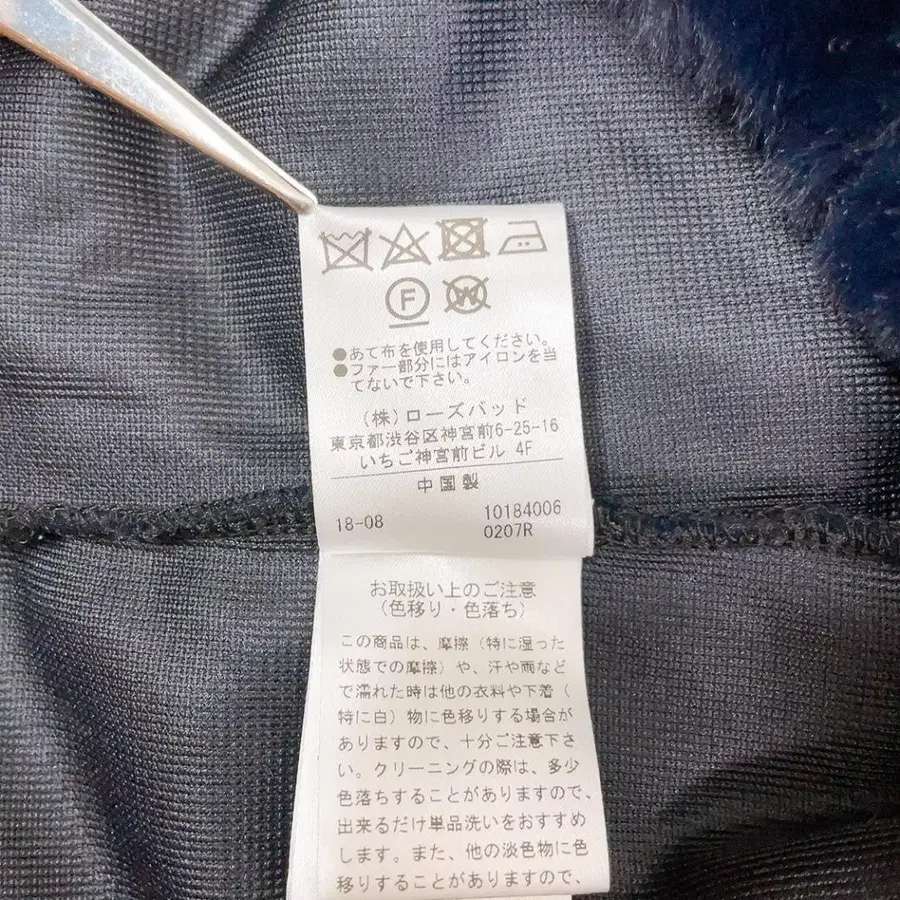 F
W
●あて布を使用してください。
●ファー部分にはアイロンを当
てないで下さい。
(株)ローズバッド
東京都渋谷区神宮前6-25-16
いちご神宮前ビル 4F
中国製
18-08
10184006
0207R
お取扱い上のご注意
(色移り・色落ち)
この商品は、摩擦(特に湿った
状態での摩擦)や、汗や雨など
で濡れた時は他の衣料や下着(
特に白)物に色移りする場合が
ありますので、十分ご注意下さ
い。クリーニングの際は、多少
色落ちすることがありますので、
出来るだけ単品洗いをおすすめ
します。また、他の淡色物に色
移りすることがありますので、